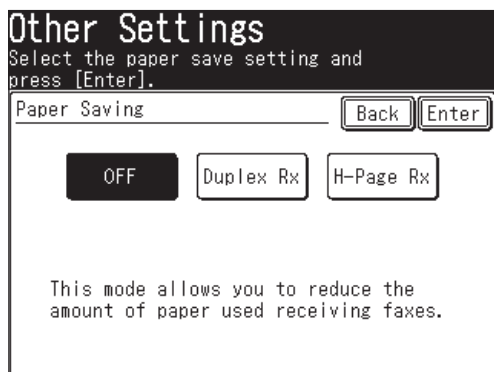 Other Settings
Select the paper save setting and
press [Enter].
Paper Saving
Back
Enter
OFF
Duplex Rx
H-Page Rx
This mode allows you to reduce the
amount of paper used receiving faxes.